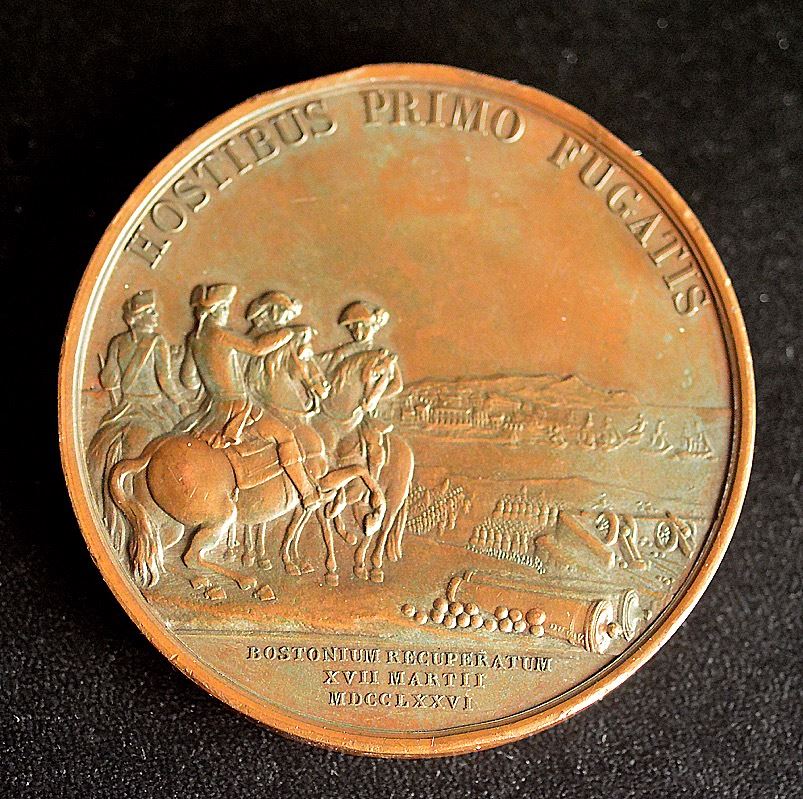 HOSTIBUS PRIMO FUGATIS
BOSTONIUM RECUPERATUM
XVII MARTII
MDCCLXXVI